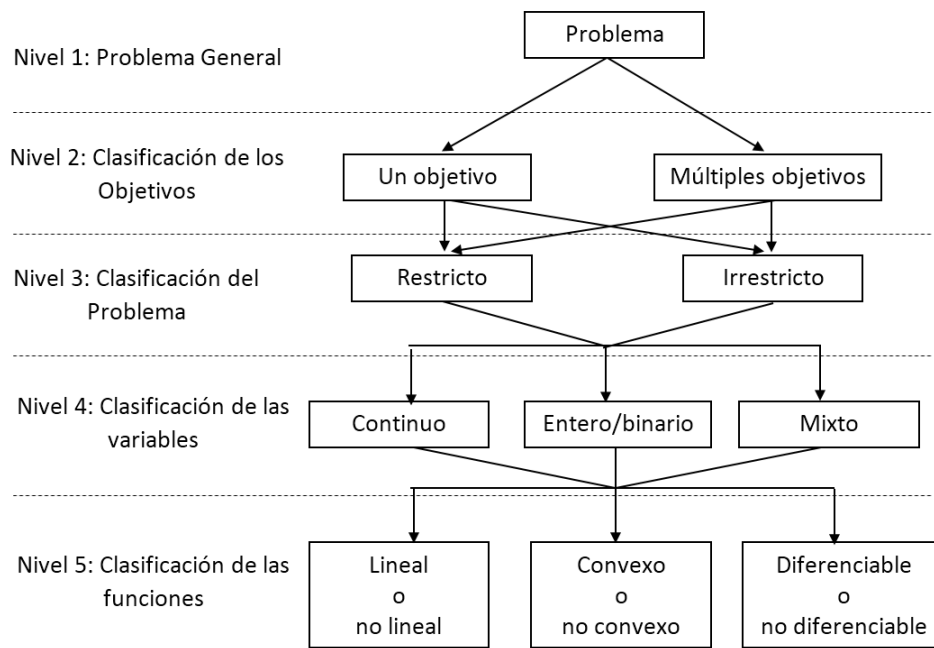 Nivel 1: Problema General
Problema
Nivel 2: Clasificación de los
Objetivos
Un objetivo
Múltiples objetivos
Nivel 3: Clasificación del
Problema
Restricto
Irrestricto
Nivel 4: Clasificación de las
variables
Continuo
Entero/binario
Mixto
Nivel 5: Clasificación de las
funciones
Lineal
o
no lineal
Convexo
o
no convexo
Diferenciable
o
no diferenciable